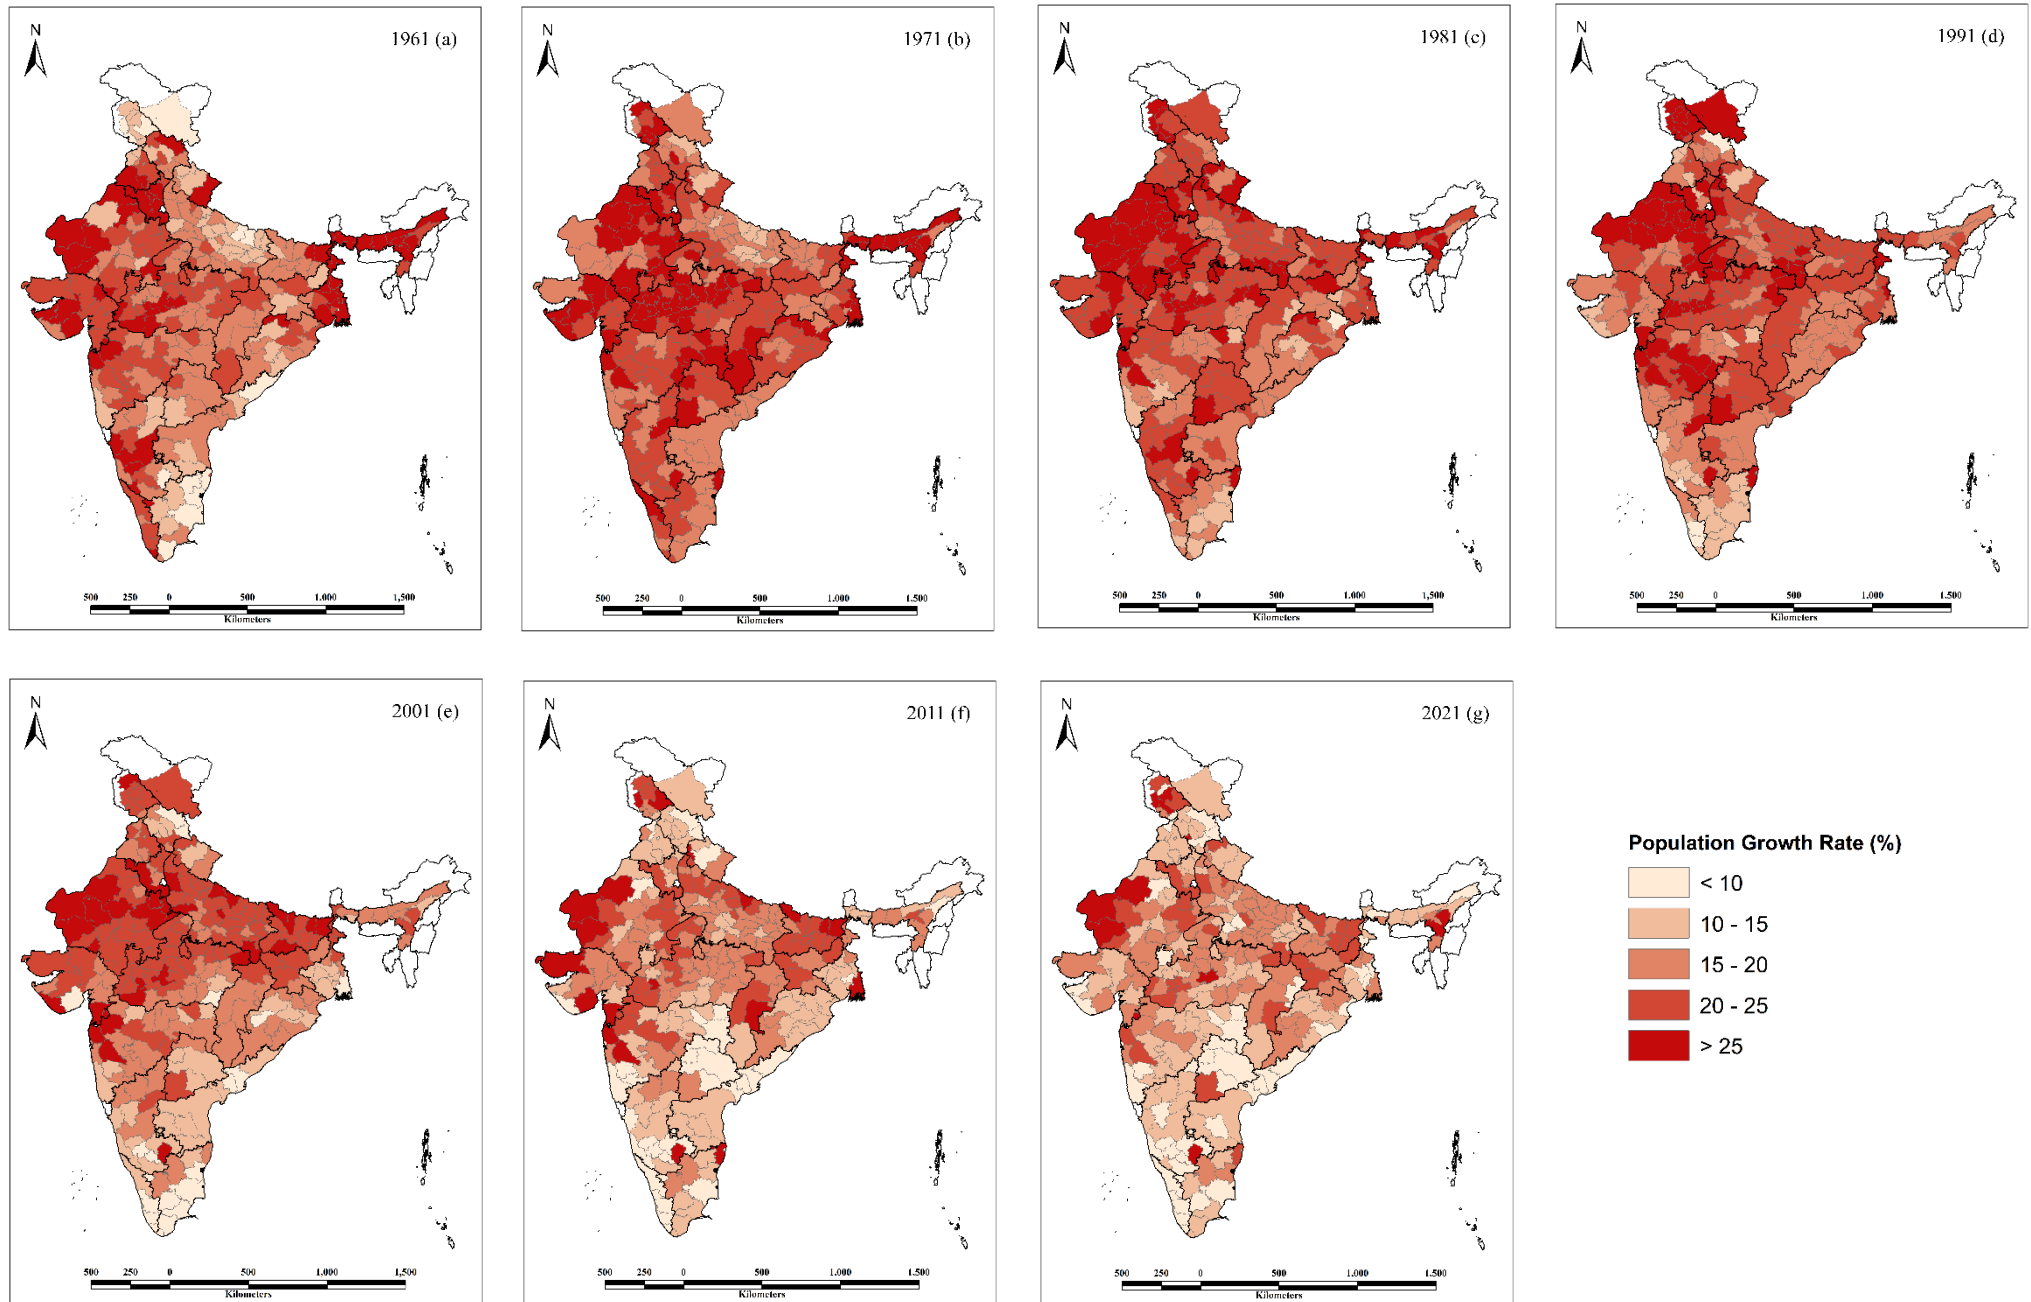 N
1961 (a)
500 250 0 500 1.000 1,500
Kilometers
N
1971 (b)
500 250 0 500 1.000 1.500
Kilometers
N
1981 (c)
500 250 0 500 1.000 1,500
Kilometers
N
1991 (d)
500 250 0 500 1.000 1.500
Kilometers
N
2001 (e)
500 250 0 500 1.000 1,500
Kilometers
N
2011 (f)
500 250 0 500 1.000 1.500
Kilometers
N
2021 (g)
500 250 0 500 1.000 1.500
Kilometers
Population Growth Rate (%)
< 10
10 - 15
15 - 20
20 - 25
> 25